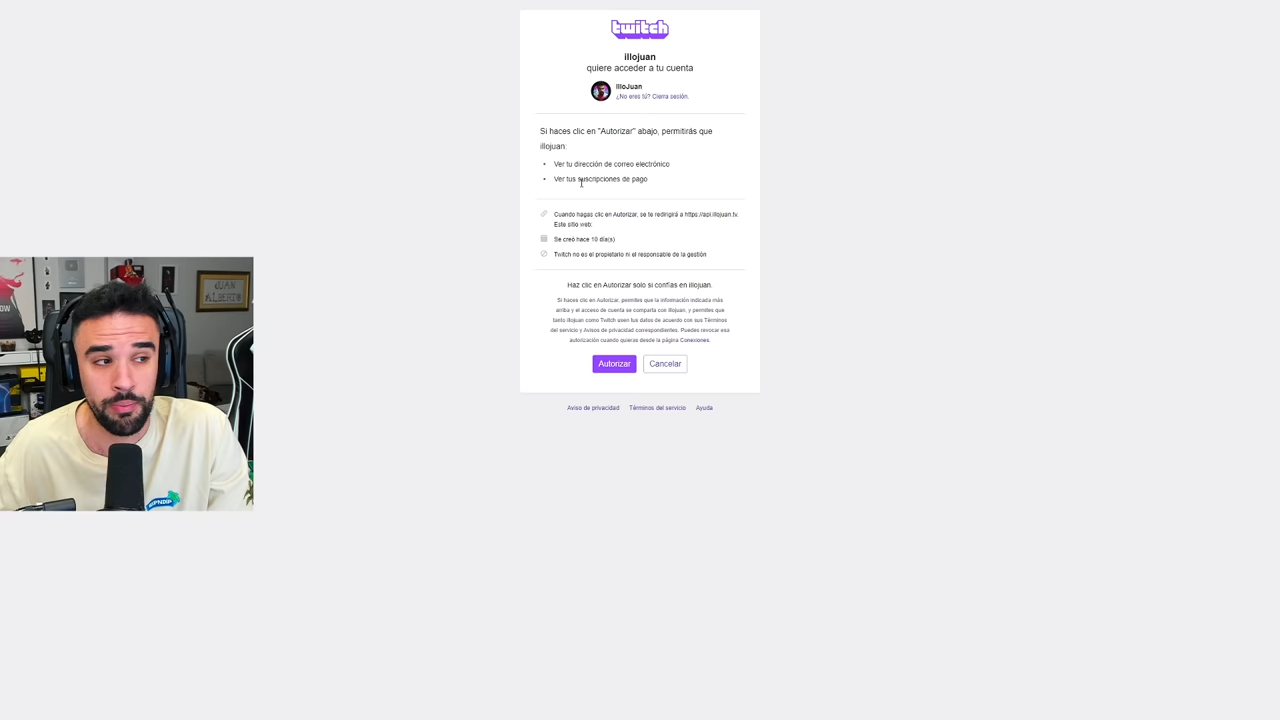 twitch
illojuan
quiere acceder a tu cuenta
IlloJuan
¿No eres tú? Cierra sesión.
Si haces clic en "Autorizar" abajo, permitirás que
illojuan:
• Ver tu dirección de correo electrónico
• Ver tus suscripciones de pago
Cuando hagas clic en Autorizar, se te redirigirá a https://api.illojuan.tv.
Este sitio web:
Se creó hace 10 día(s)
Twitch no es el propietario ni el responsable de la gestión
Haz clic en Autorizar solo si confías en illojuan.
Si haces clic en Autorizar, permites que la información indicada más
arriba y el acceso de cuenta se comparta con illojuan, y permites que
tanto illojuan como Twitch usen tus datos de acuerdo con sus Términos
del servicio y Avisos de privacidad correspondientes. Puedes revocar esa
autorización cuando quieras desde la página Conexiones.
Autorizar
Cancelar
Aviso de privacidad
Términos del servicio
Ayuda
JUAN
ALBERTO
RIPNDIP